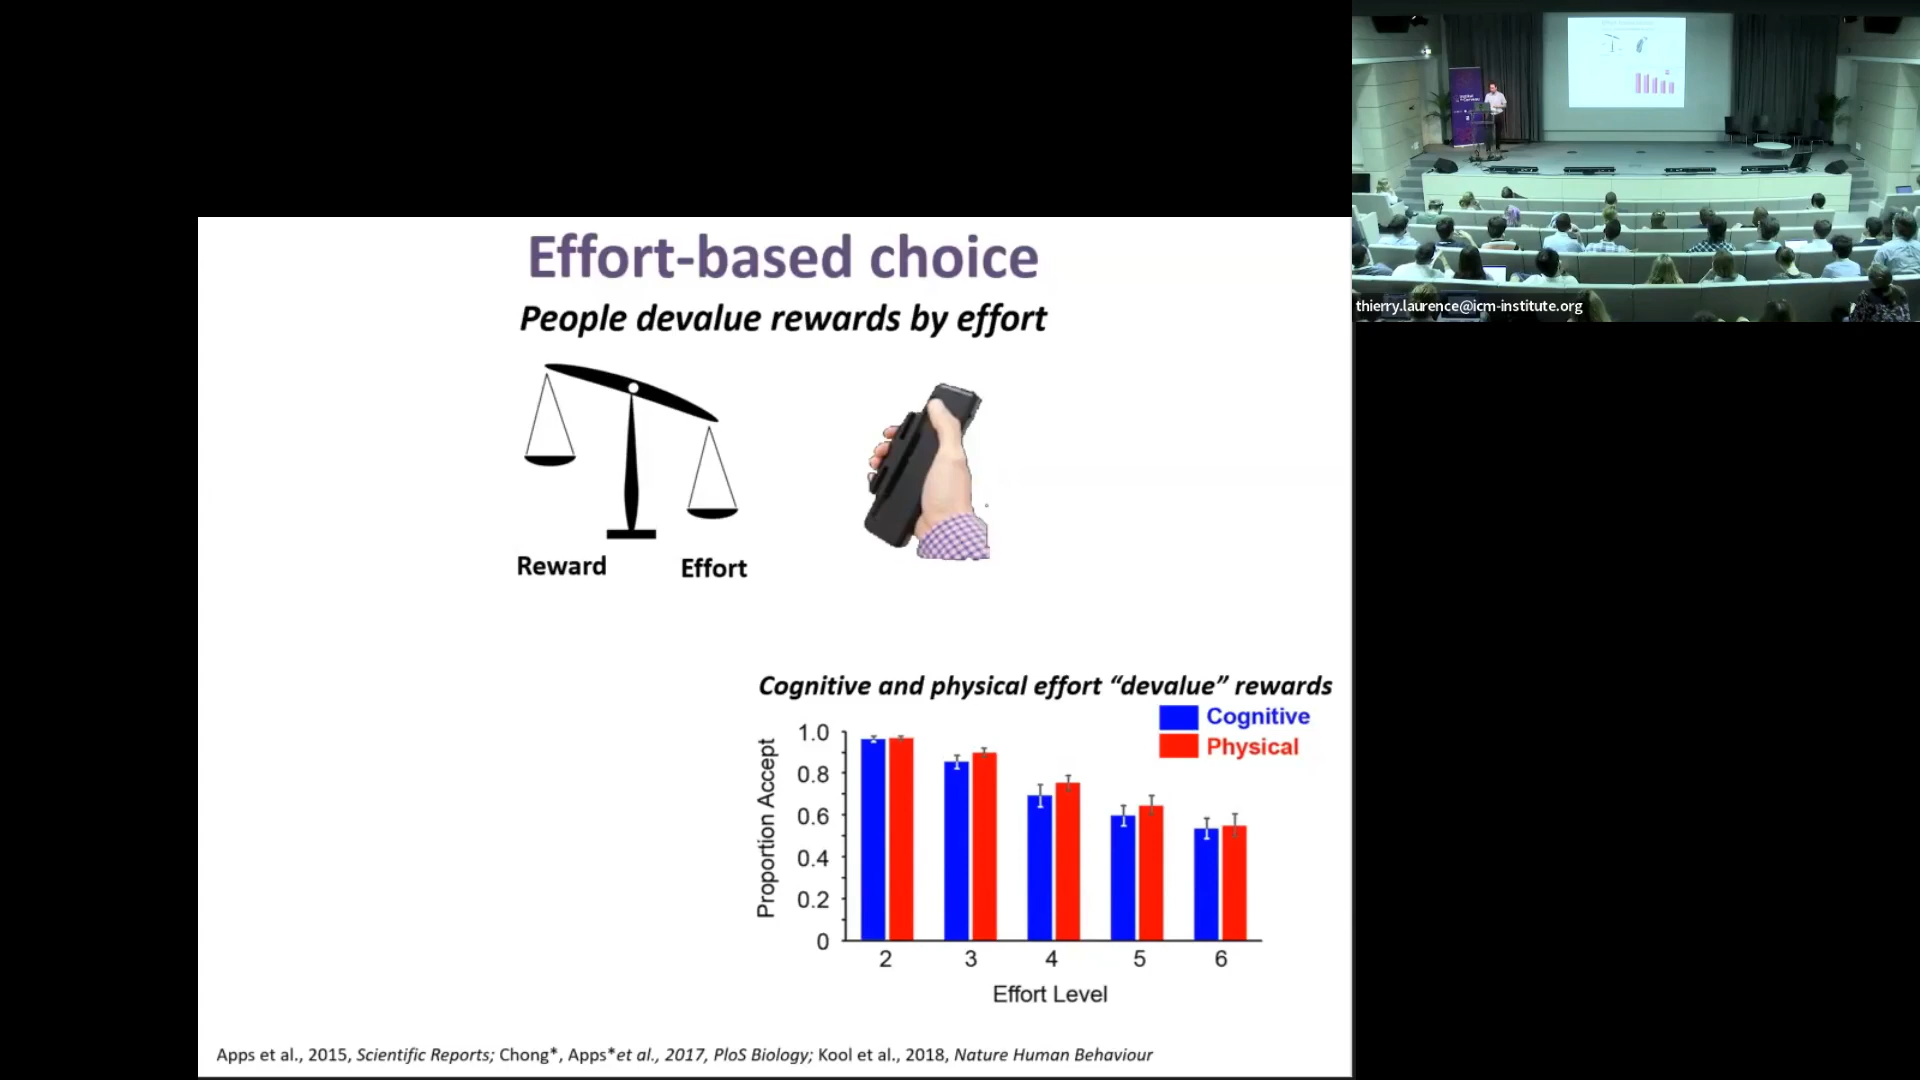 Effort-based choice
People devalue rewards by effort
Reward
Effort
Cognitive and physical effort “devalue” rewards
Cognitive
Physical
Proportion Accept
1.0
0.8
0.6
0.4
0.2
0
2 3 4 5 6
Effort Level
Apps et al., 2015, Scientific Reports; Chong*, Apps*et al., 2017, PloS Biology; Kool et al., 2018, Nature Human Behaviour
thierry.laurence@icm-institute.org